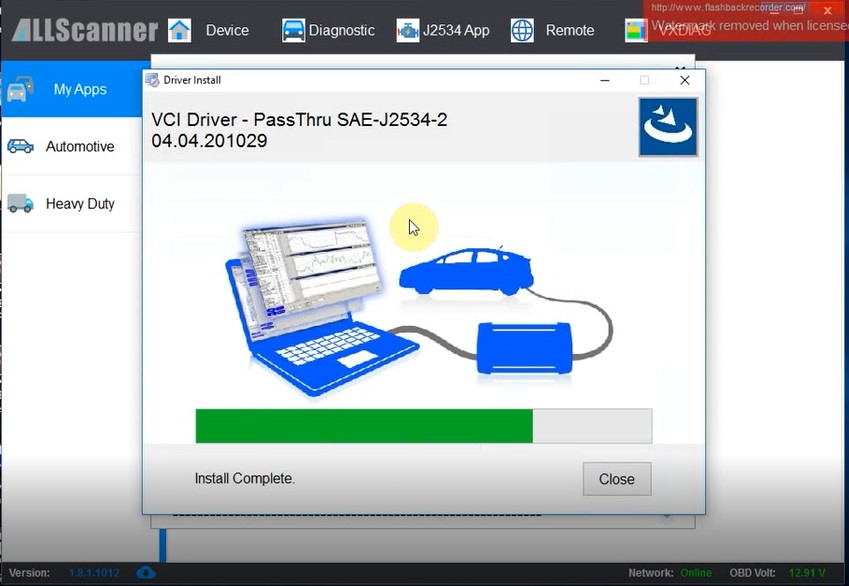 ALLScanner
Device
Diagnostic
J2534 App
Remote
VXDIAG
http://www.flashbackrecorder.com/
Watermark removed when license
My Apps
Automotive
Heavy Duty
Driver Install
VCI Driver - PassThru SAE-J2534-2
04.04.201029
Install Complete.
Close
Version: 1.8.1.1012
Network: Online OBD Volt: 12.91 V